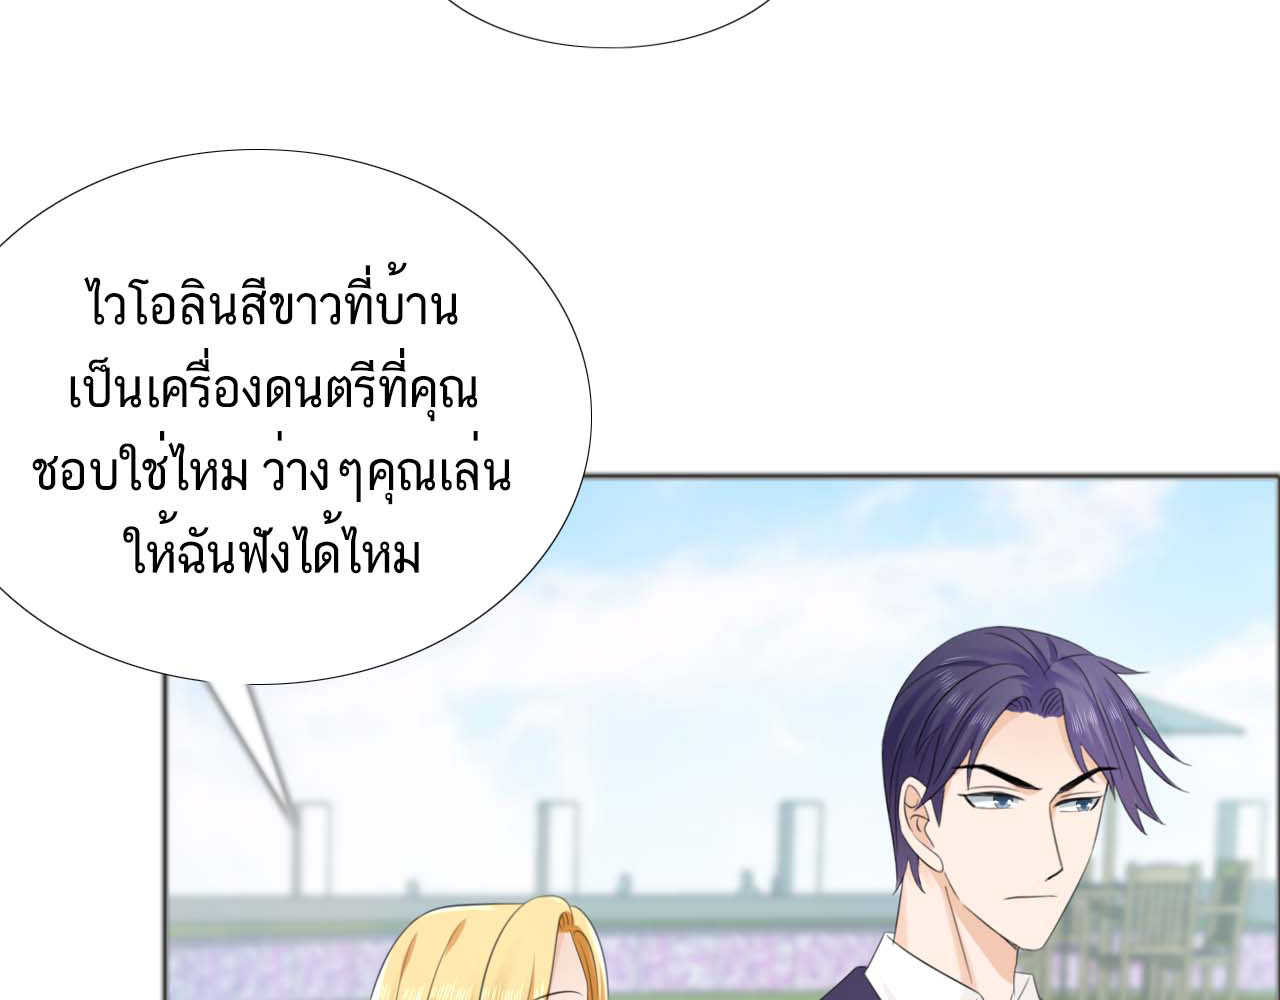 ไวโอลินสีขาวที่บ้าน
เป็นเครื่องดนตรีที่คุณ
ชอบใช่ไหม ว่างๆคุณเล่น
ให้ฉันฟังได้ไหม